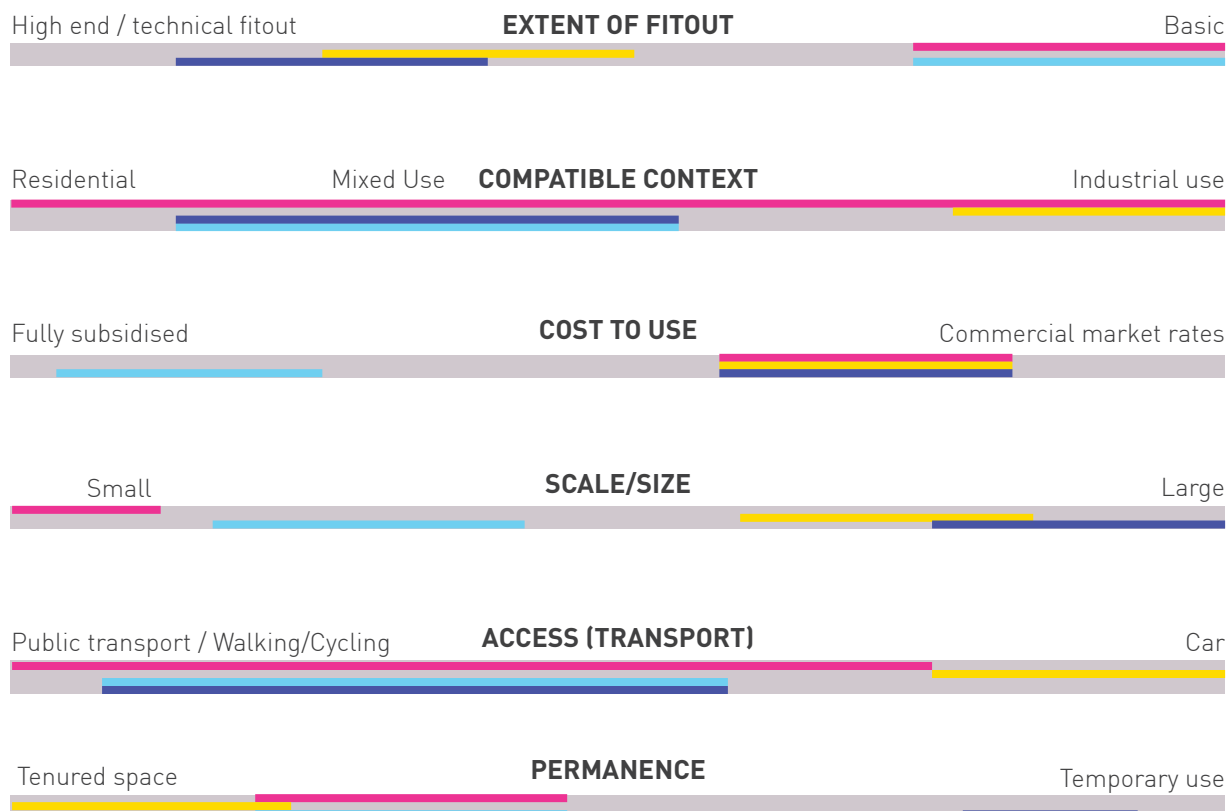 High end / technical fitout EXTENT OF FITOUT Basic
Residential Mixed Use COMPATIBLE CONTEXT Industrial use
Fully subsidised COST TO USE Commercial market rates
Small SCALE/SIZE Large
Public transport / Walking/Cycling ACCESS (TRANSPORT) Car
Tenured space PERMANENCE Temporary use